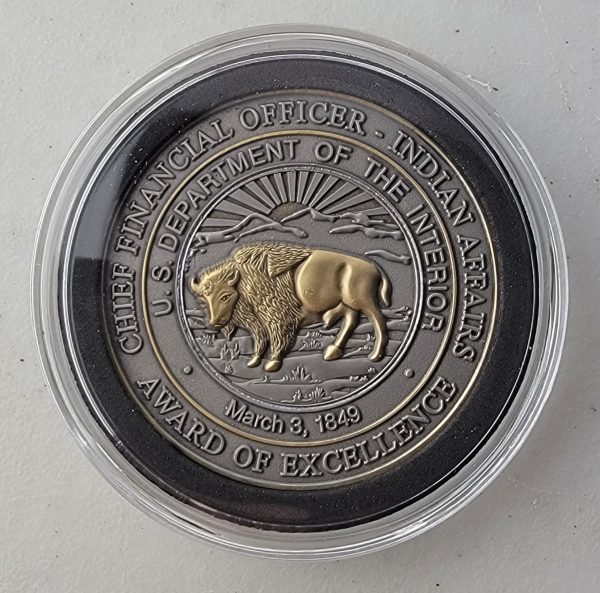 CHIEF FINANCIAL OFFICER - INDIAN AFFAIRS
U.S. DEPARTMENT OF THE INTERIOR
March 3, 1849
AWARD OF EXCELLENCE